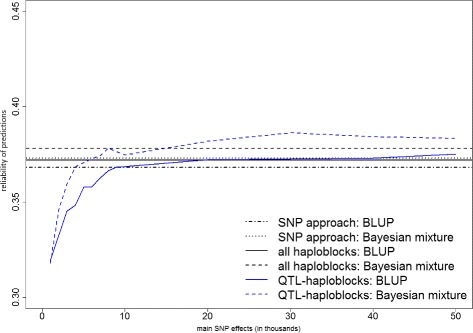 0.45
0.40
0.35
0.30
reliability of predictions
0
10
20
30
40
50
main SNP effects (in thousands)
SNP approach: BLUP
SNP approach: Bayesian mixture
all haploblocks: BLUP
all haploblocks: Bayesian mixture
QTL-haploblocks: BLUP
QTL-haploblocks: Bayesian mixture